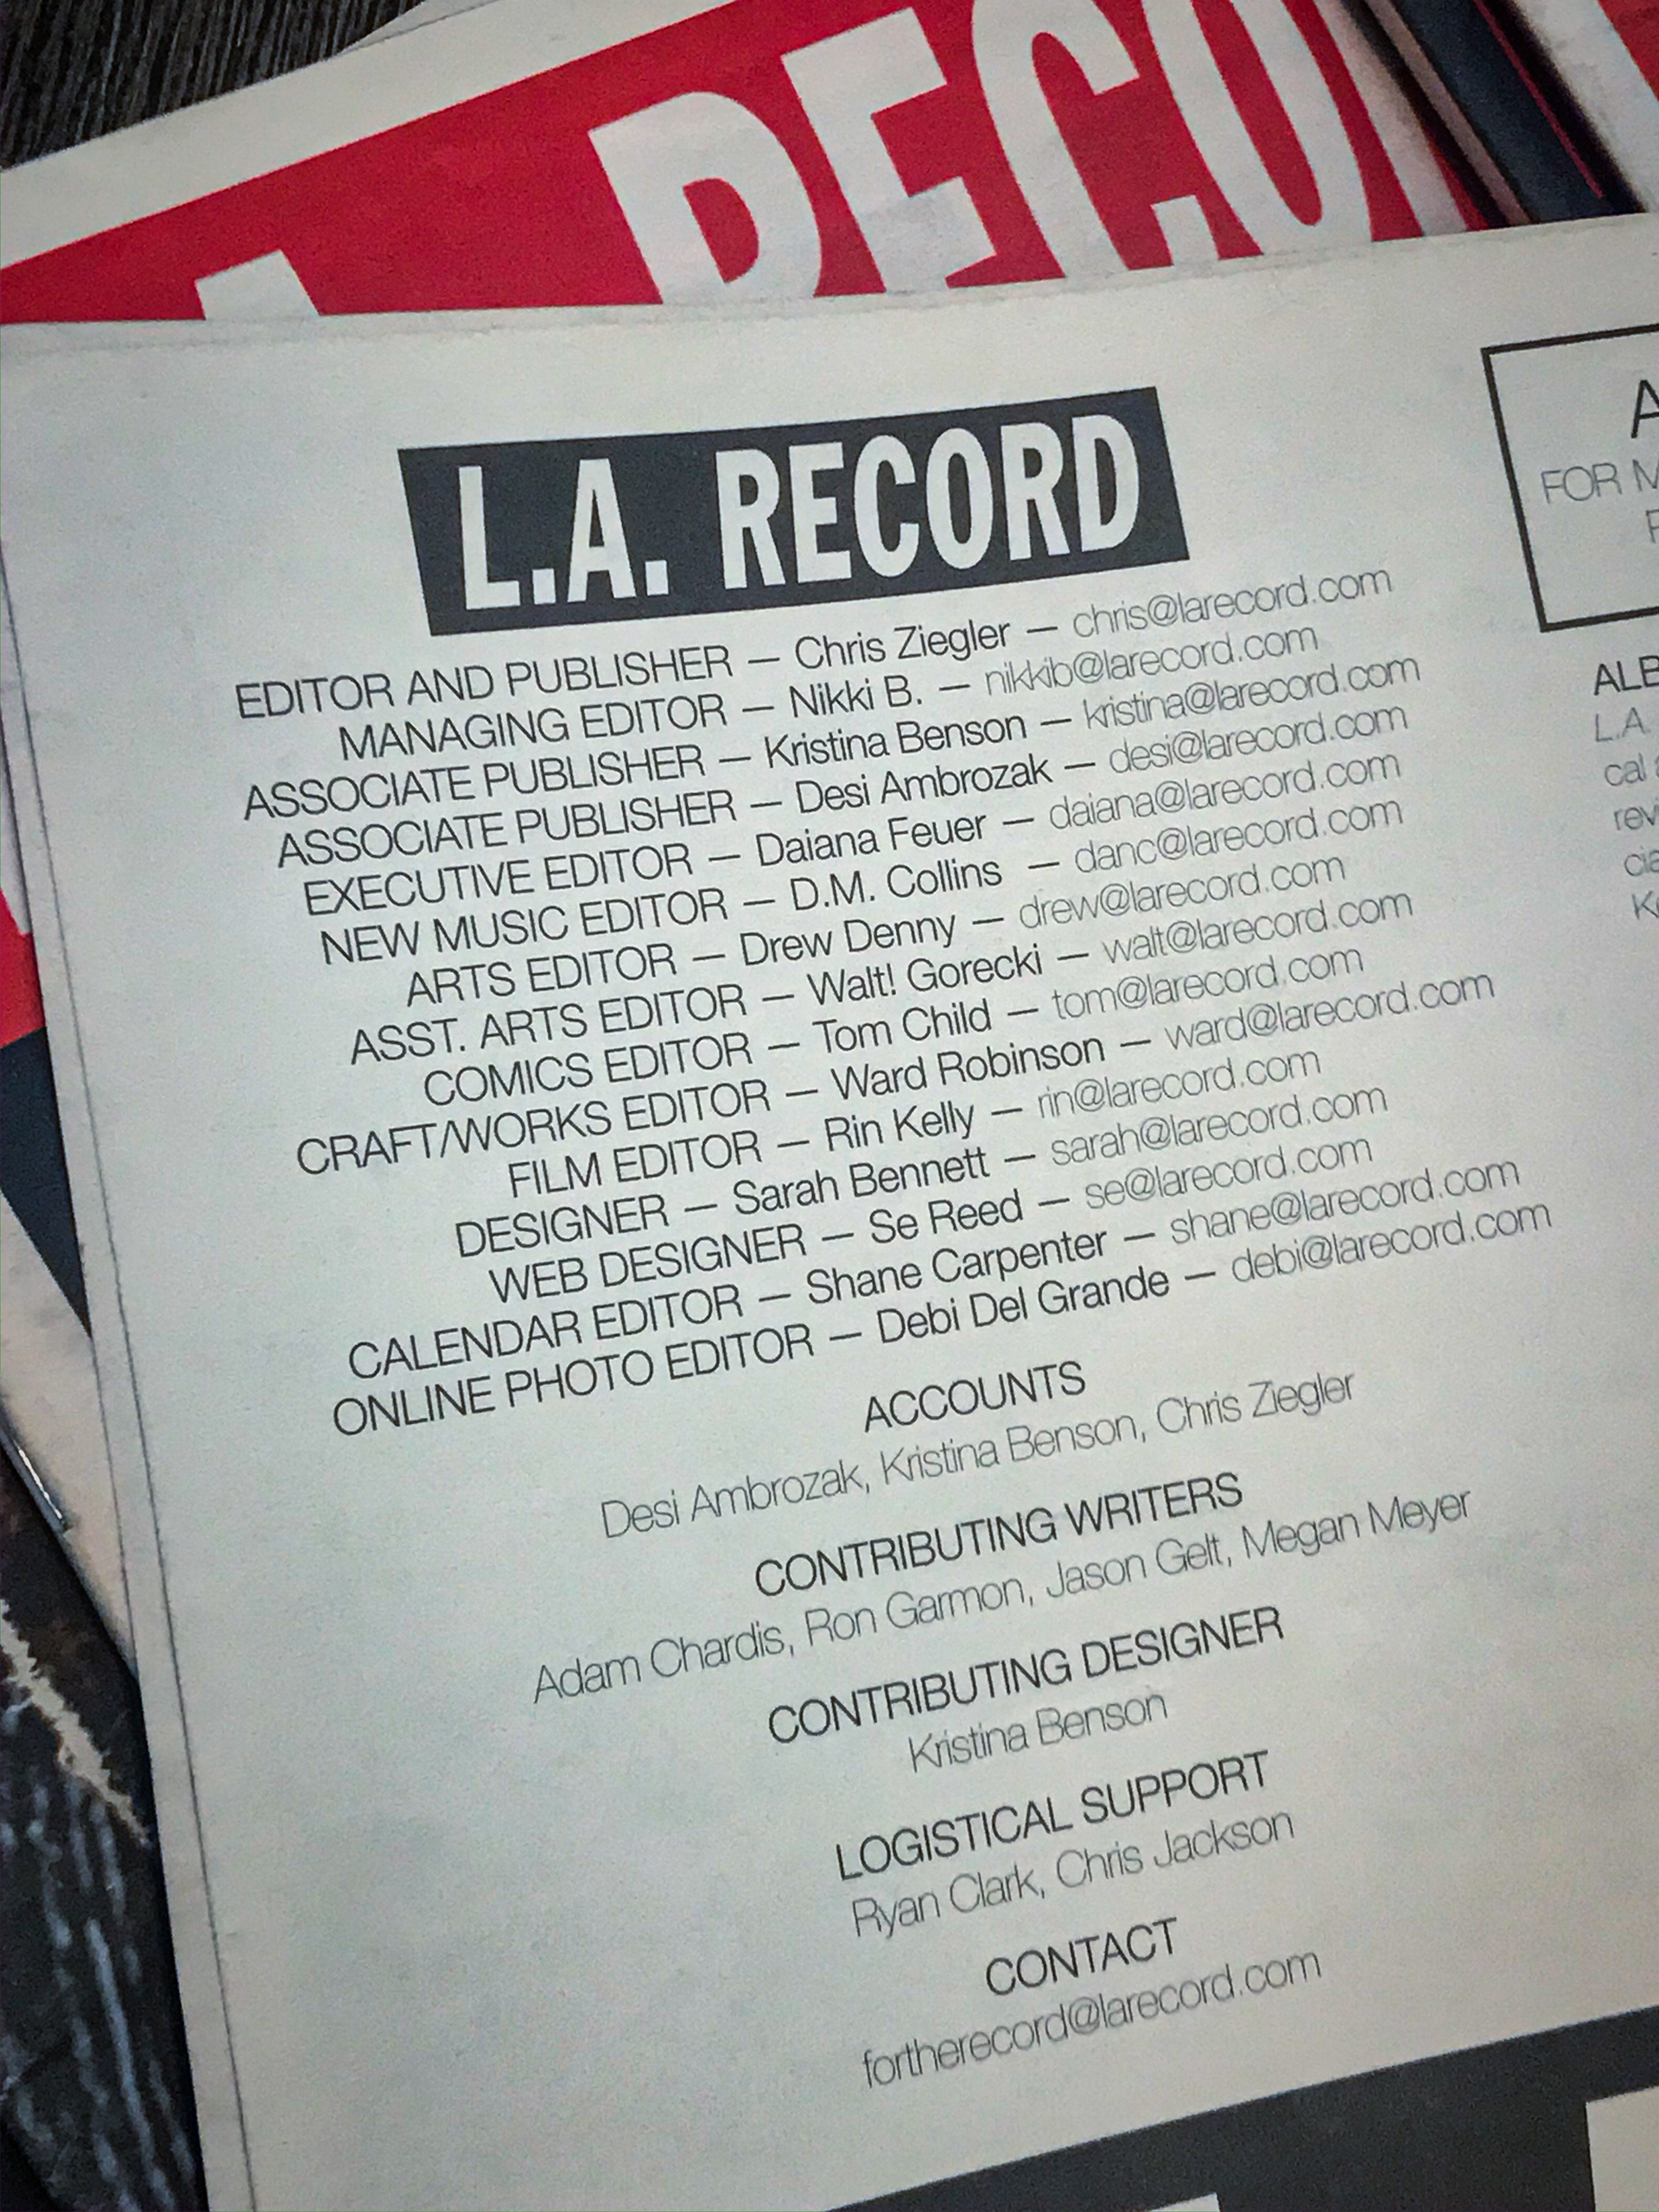 RECO
L.A. RECORD
EDITOR AND PUBLISHER — Chris Ziegler — chris@larecord.com
MANAGING EDITOR — Nikki B. — nikkib@larecord.com
ASSOCIATE PUBLISHER — Kristina Benson — kristina@larecord.com
ASSOCIATE PUBLISHER — Desi Ambrozak — desi@larecord.com
EXECUTIVE EDITOR — Daiana Feuer — daiana@larecord.com
NEW MUSIC EDITOR — D.M. Collins — danc@larecord.com
ARTS EDITOR — Drew Denny — drew@larecord.com
ASST. ARTS EDITOR — Walt! Gorecki — walt@larecord.com
COMICS EDITOR — Tom Child — tom@larecord.com
CRAFT/WORKS EDITOR — Ward Robinson — ward@larecord.com
FILM EDITOR — Rin Kelly — rin@larecord.com
DESIGNER — Sarah Bennett — sarah@larecord.com
WEB DESIGNER — Se Reed — se@larecord.com
CALENDAR EDITOR — Shane Carpenter — shane@larecord.com
ONLINE PHOTO EDITOR — Debi Del Grande — debi@larecord.com
ACCOUNTS
Desi Ambrozak, Kristina Benson, Chris Ziegler
CONTRIBUTING WRITERS
Adam Chardis, Ron Garmon, Jason Gelt, Megan Meyer
CONTRIBUTING DESIGNER
Kristina Benson
LOGISTICAL SUPPORT
Ryan Clark, Chris Jackson
CONTACT
fortherecord@larecord.com
FOR
L.A.
cal